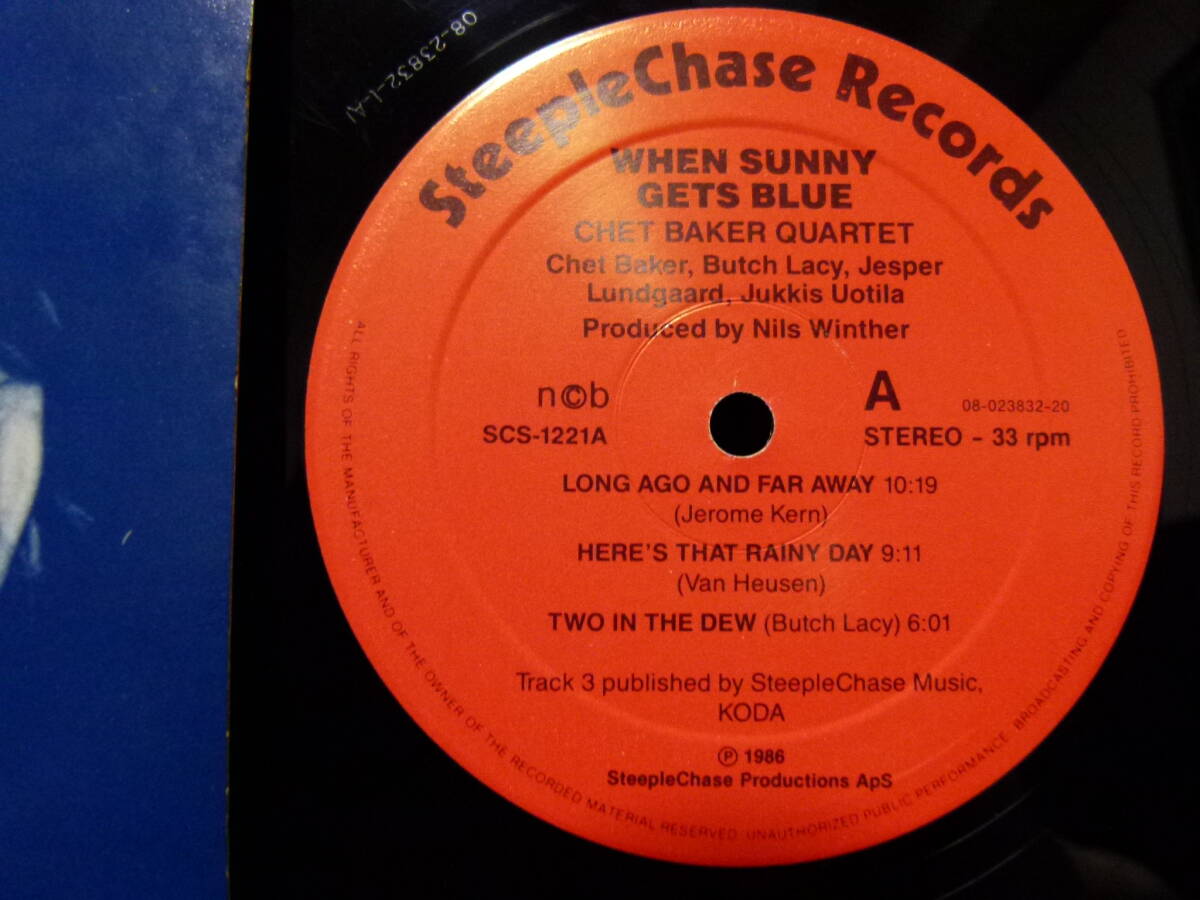 08-23832-1-A
SteepleChase Records
WHEN SUNNY
GETS BLUE
CHET BAKER QUARTET
Chet Baker, Butch Lacy, Jesper
Lundgaard, Jukkis Uotila
Produced by Nils Winther
n©b
SCS-1221A
A
08-023832-20
STEREO - 33 rpm
LONG AGO AND FAR AWAY 10:19
(Jerome Kern)
HERE'S THAT RAINY DAY 9:11
(Van Heusen)
TWO IN THE DEW (Butch Lacy) 6:01
Track 3 published by SteepleChase Music,
KODA
℗ 1986
SteepleChase Productions ApS
ALL RIGHTS OF THE MANUFACTURER AND OF THE OWNER OF THE RECORDED MATERIAL RESERVED. UNAUTHORIZED PUBLIC PERFORMANCE. BROADCASTING AND COPYING OF THIS RECORD PROHIBITED